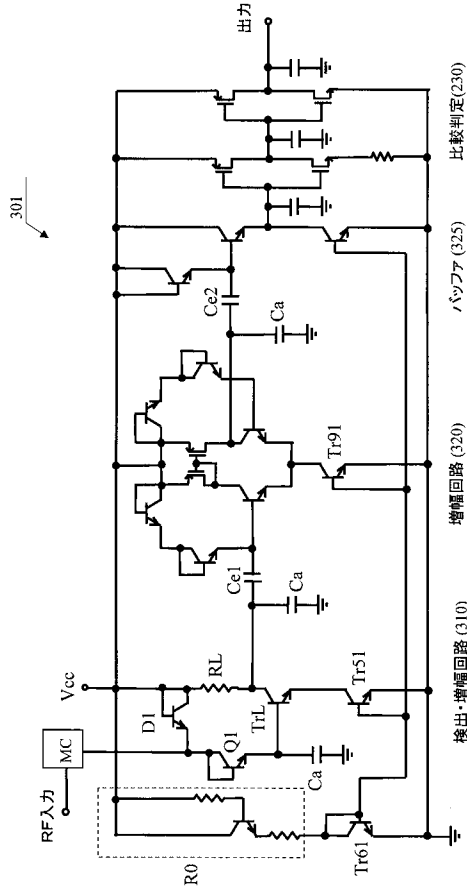 301
Vcc
RF入力
MC
D1
RL
Q1
TrL
Ca
Tr51
R0
Tr61
Ce1
Ca
Tr91
Ce2
Ca
出力
検出・増幅回路(310)
増幅回路 (320)
バッファ (325)
比較判定(230)